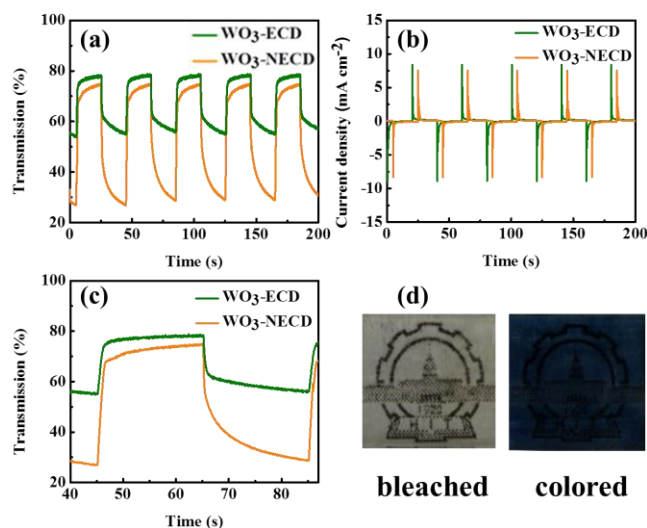 (a)
WO3-ECD
WO3-NECD
Transmission (%)
100
80
60
40
20
0
50
100
150
200
Time (s)
(b)
WO3-ECD
WO3-NECD
Current density (mA cm-2)
15
10
5
0
-5
-10
-15
0
50
100
150
200
Time (s)
(c)
WO3-ECD
WO3-NECD
Transmission (%)
100
80
60
40
20
40
50
60
70
80
Time (s)
(d)
bleached
colored